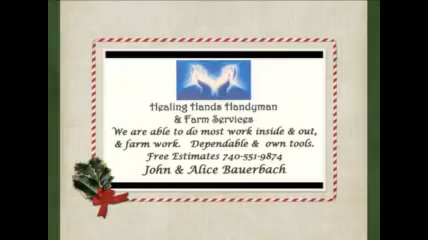 Healing Hands Handyman
& Farm Services
We are able to do most work inside & out,
& farm work. Dependable & own tools.
Free Estimates 740-551-9874
John & Alice Bauerbach